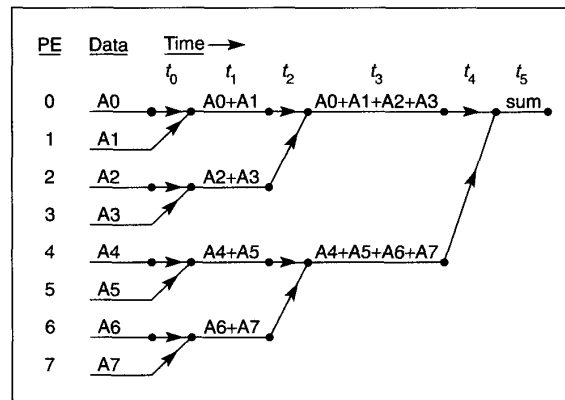 PE Data Time
t0 t1 t2 t3 t4 t5
0 A0 A0+A1 A0+A1+A2+A3 sum
1 A1
2 A2 A2+A3
3 A3
4 A4 A4+A5 A4+A5+A6+A7
5 A5
6 A6 A6+A7
7 A7